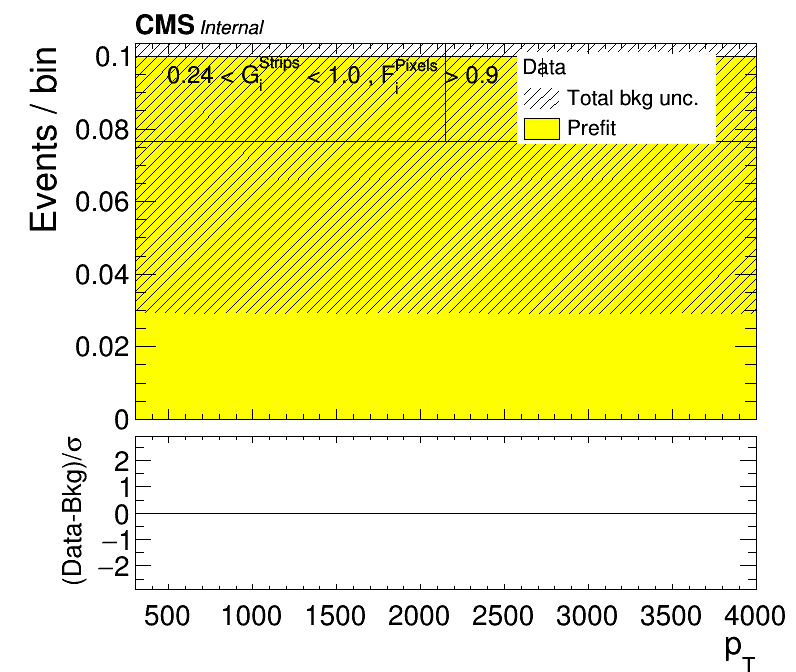 CMS Internal
Events / bin
0.1
0.08
0.06
0.04
0.02
0
0.24 < G_i^Strips < 1.0 , F_i^Pixels > 0.9
Data
Total bkg unc.
Prefit
(Data-Bkg)/σ
2
1
0
−1
−2
500 1000 1500 2000 2500 3000 3500 4000
p_T